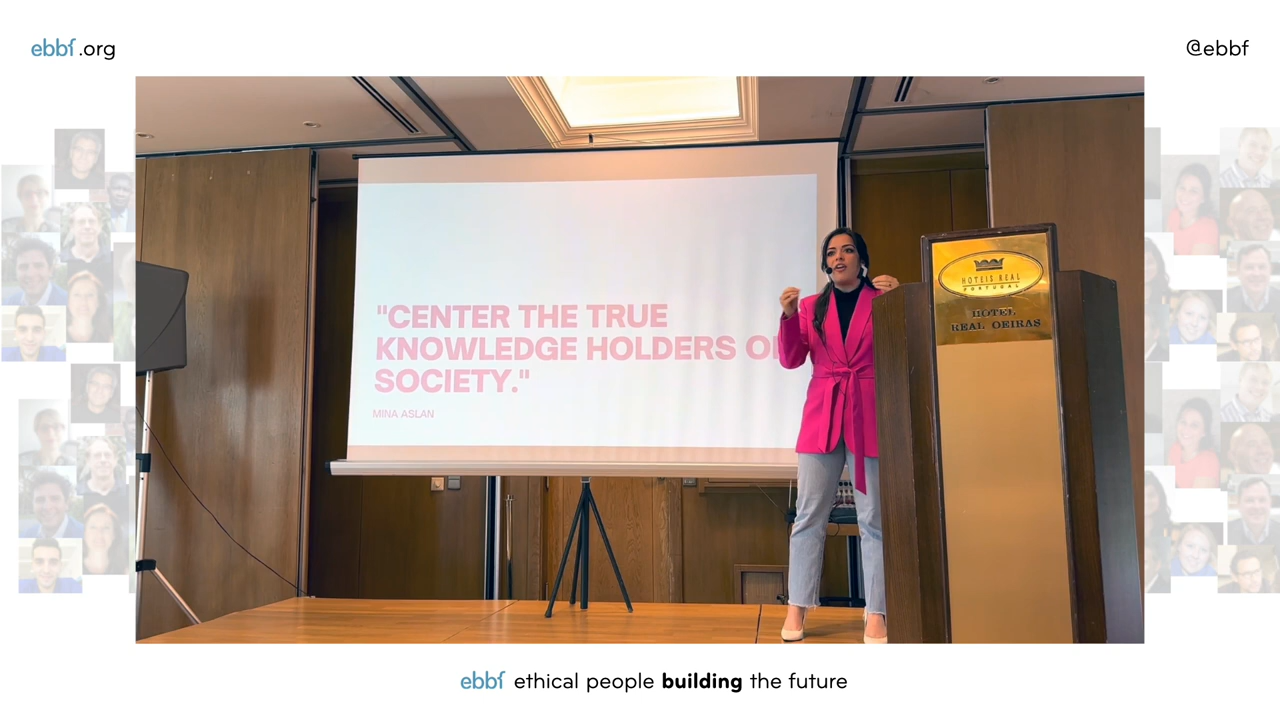 ebbf.org
@ebbf
"CENTER THE TRUE
KNOWLEDGE HOLDERS
SOCIETY."
MINA ASLAN
HOTEIS REAL
PORTUGAL
HOTEL
REAL OEIRAS
ebbf ethical people building the future